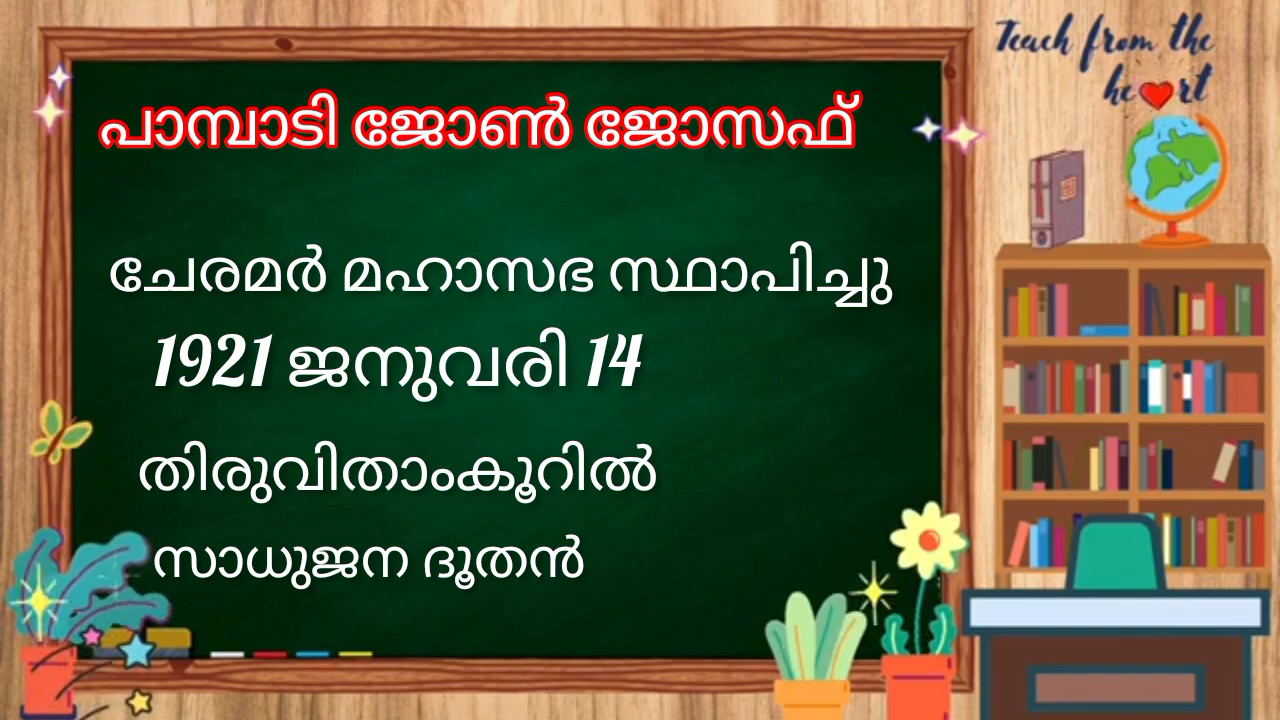 Teach from the
heart
പാമ്പാടി ജോൺ ജോസഫ്
ചേരമർ മഹാസഭ സ്ഥാപിച്ചു
1921 ജനുവരി 14
തിരുവിതാംകൂറിൽ
സാധുജന ദൂതൻ